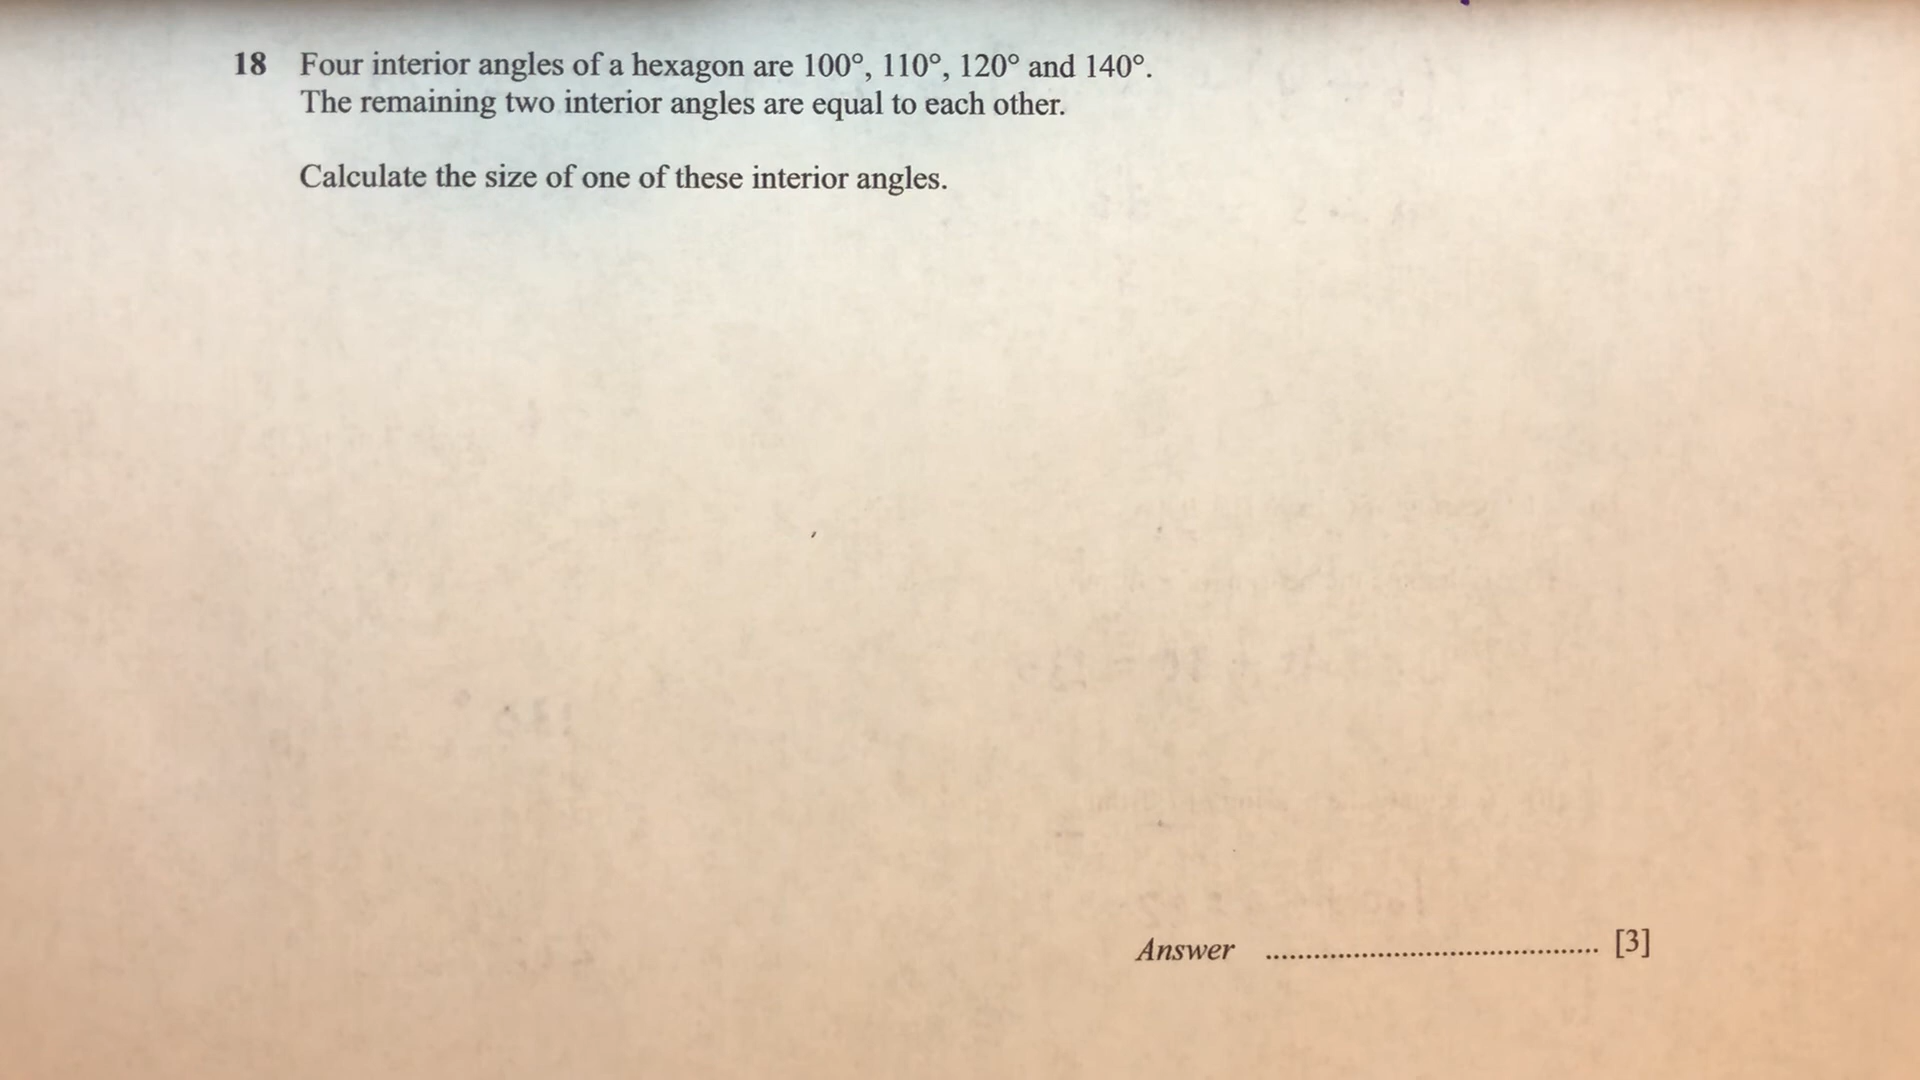 18 Four interior angles of a hexagon are 100°, 110°, 120° and 140°.
The remaining two interior angles are equal to each other.
Calculate the size of one of these interior angles.
Answer ........................................ [3]